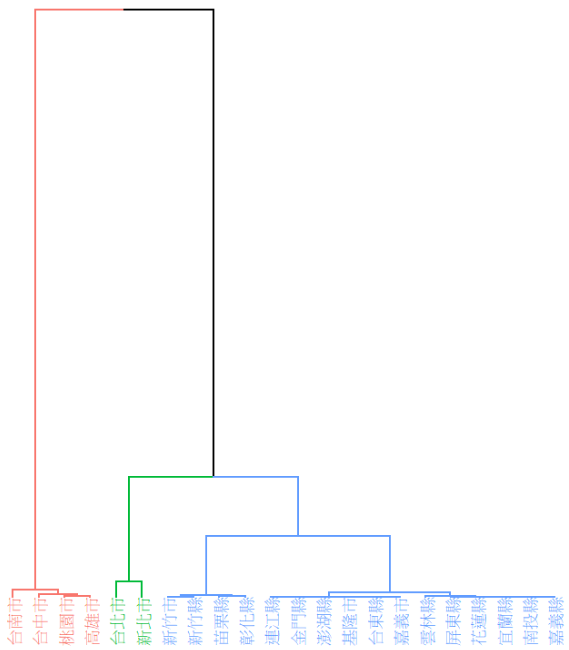 台南市
台中市
桃園市
高雄市
台北市
新北市
新竹市
新竹縣
苗栗縣
彰化縣
連江縣
金門縣
澎湖縣
基隆市
台東縣
嘉義市
雲林縣
屏東縣
花蓮縣
宜蘭縣
南投縣
嘉義縣